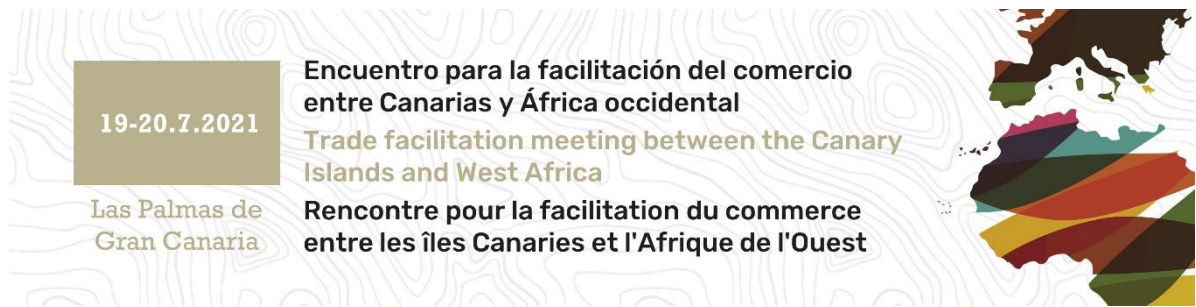 19-20.7.2021
Las Palmas de
Gran Canaria
Encuentro para la facilitación del comercio
entre Canarias y África occidental
Trade facilitation meeting between the Canary
Islands and West Africa
Rencontre pour la facilitation du commerce
entre les îles Canaries et l'Afrique de l'Ouest